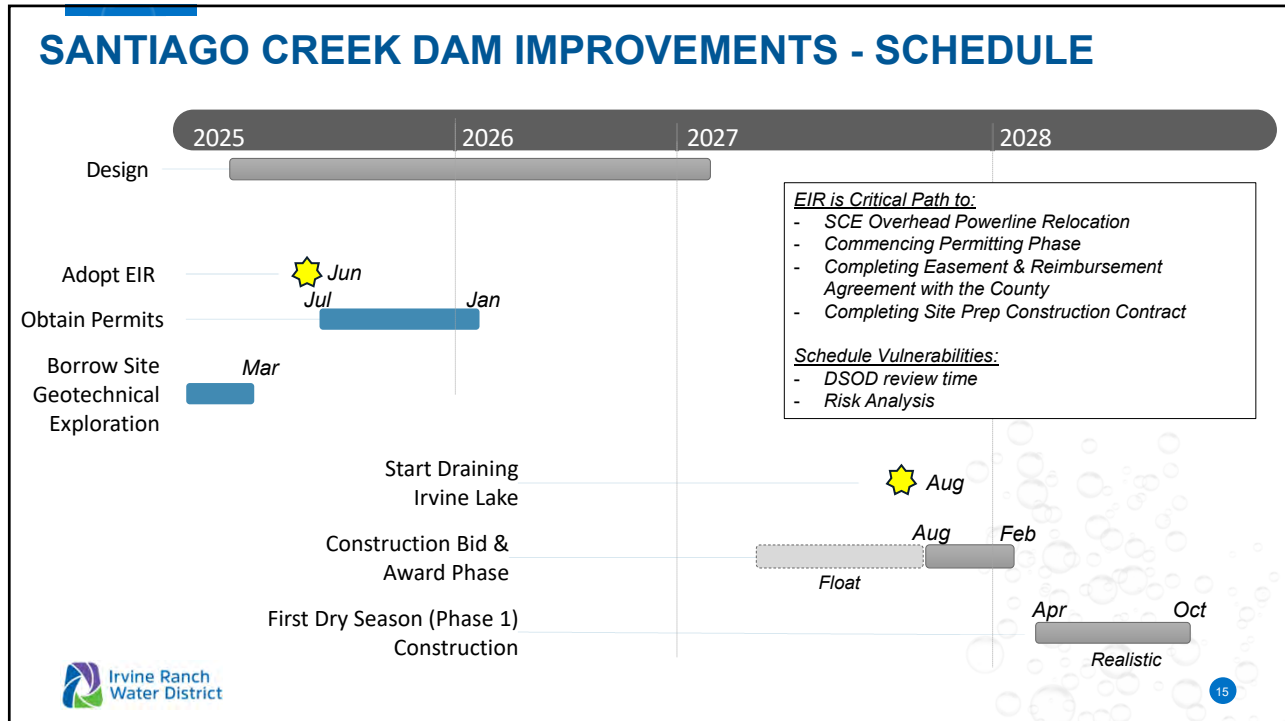 SANTIAGO CREEK DAM IMPROVEMENTS - SCHEDULE
2025 2026 2027 2028
Design
EIR is Critical Path to:
- SCE Overhead Powerline Relocation
- Commencing Permitting Phase
- Completing Easement & Reimbursement
Agreement with the County
- Completing Site Prep Construction Contract
Schedule Vulnerabilities:
- DSOD review time
- Risk Analysis
Adopt EIR
Jun
Obtain Permits
Jul Jan
Borrow Site
Geotechnical
Exploration
Mar
Start Draining
Irvine Lake
Aug
Construction Bid &
Award Phase
Float
Aug Feb
First Dry Season (Phase 1)
Construction
Apr Oct
Realistic
Irvine Ranch
Water District
15